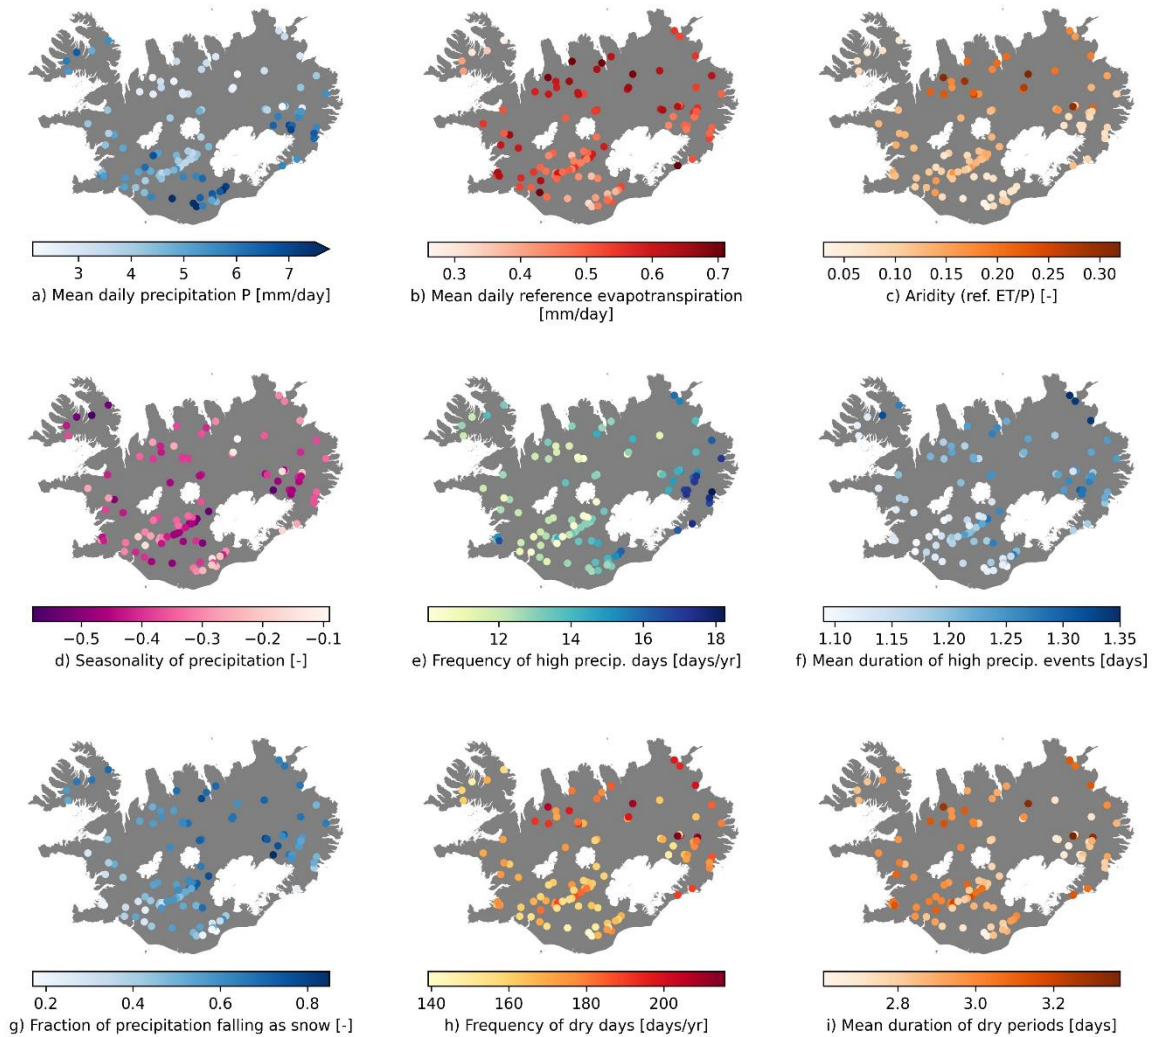 3 4 5 6 7
a) Mean daily precipitation P [mm/day]
0.3 0.4 0.5 0.6 0.7
b) Mean daily reference evapotranspiration
[mm/day]
0.05 0.10 0.15 0.20 0.25 0.30
c) Aridity (ref. ET/P) [-]
−0.5 −0.4 −0.3 −0.2 −0.1
d) Seasonality of precipitation [-]
12 14 16 18
e) Frequency of high precip. days [days/yr]
1.10 1.15 1.20 1.25 1.30 1.35
f) Mean duration of high precip. events [days]
0.2 0.4 0.6 0.8
g) Fraction of precipitation falling as snow [-]
140 160 180 200
h) Frequency of dry days [days/yr]
2.8 3.0 3.2
i) Mean duration of dry periods [days]